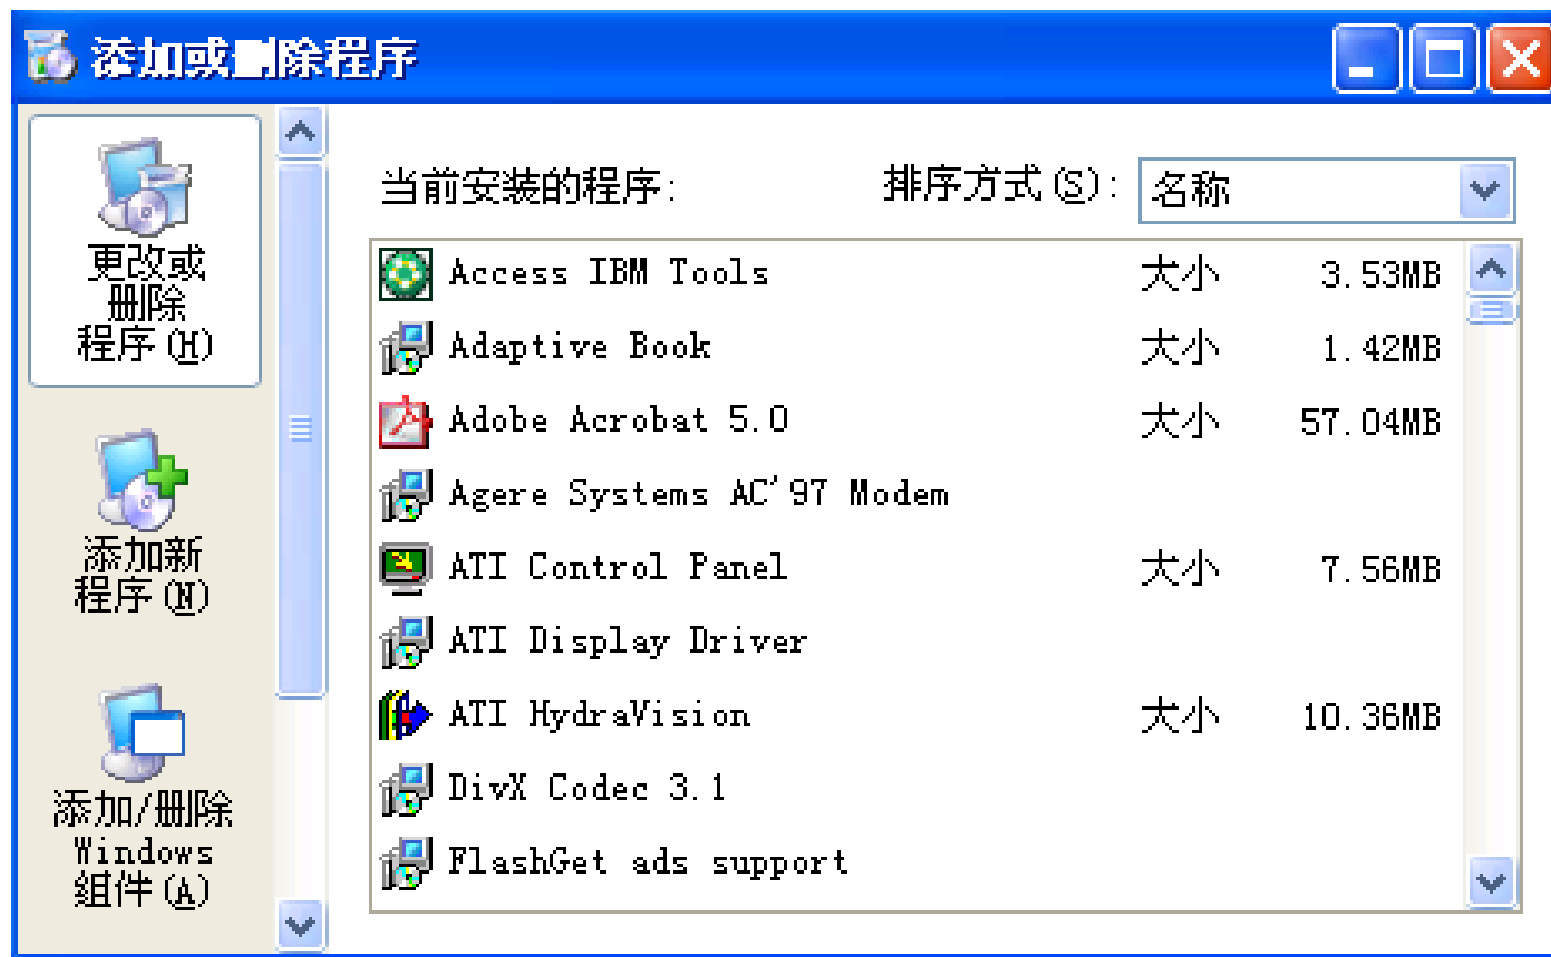 添加或删除程序
更改或
删除
程序(H)
添加新
程序(N)
添加/删除
Windows
组件(A)
当前安装的程序: 排序方式(S): 名称
Access IBM Tools 大小 3.53MB
Adaptive Book 大小 1.42MB
Adobe Acrobat 5.0 大小 57.04MB
Agere Systems AC'97 Modem
ATI Control Panel 大小 7.56MB
ATI Display Driver
ATI HydraVision 大小 10.36MB
DivX Codec 3.1
FlashGet ads support